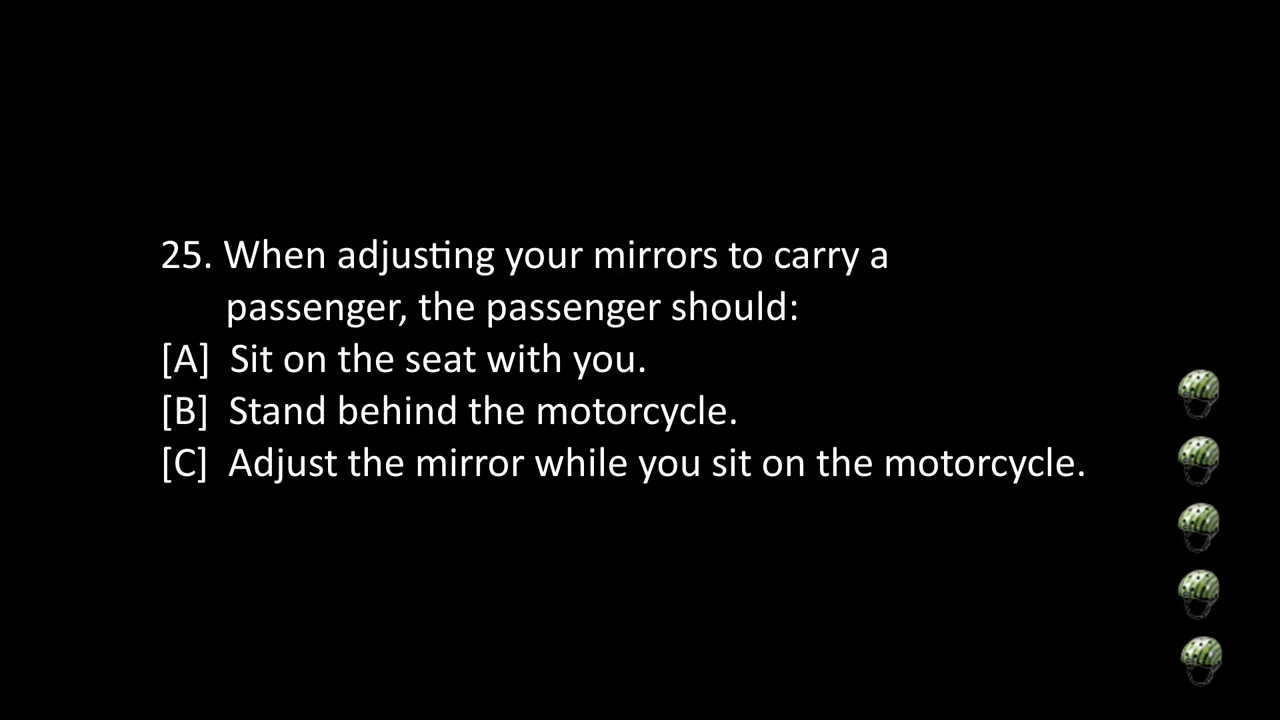 25. When adjusting your mirrors to carry a
passenger, the passenger should:
[A] Sit on the seat with you.
[B] Stand behind the motorcycle.
[C] Adjust the mirror while you sit on the motorcycle.